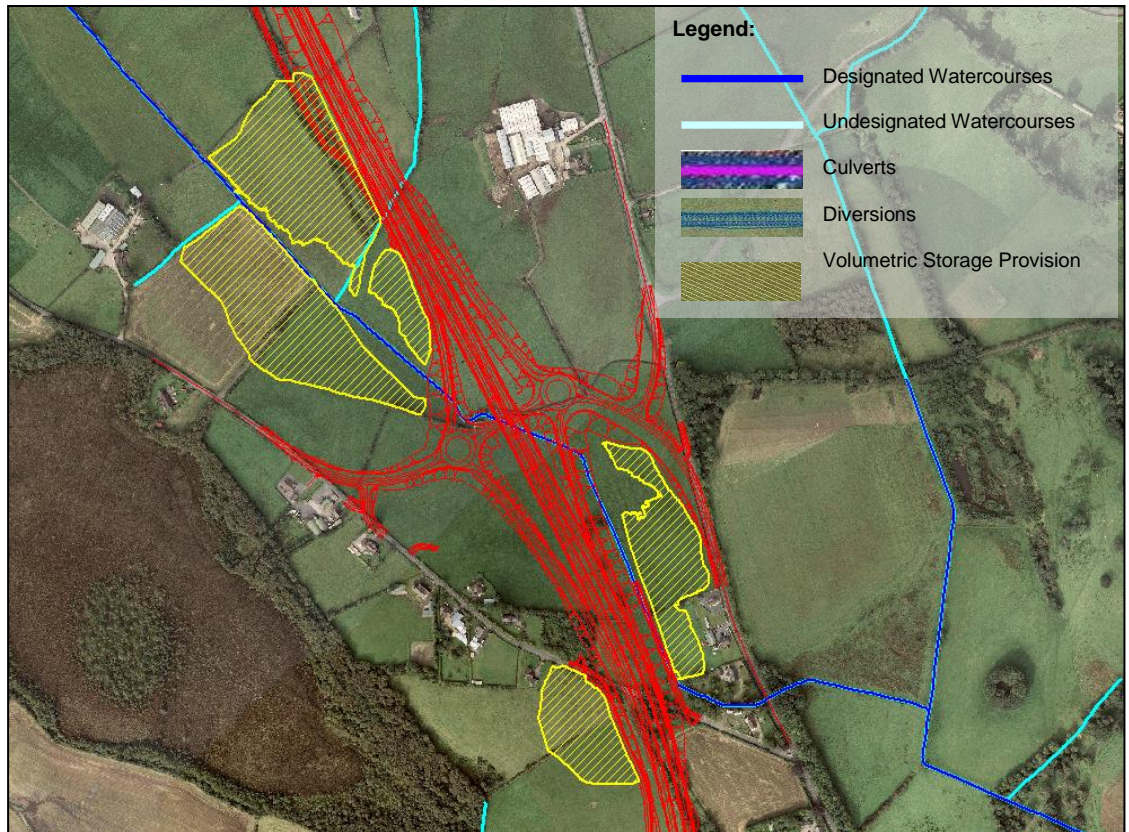 Legend:
Designated Watercourses
Undesignated Watercourses
Culverts
Diversions
Volumetric Storage Provision